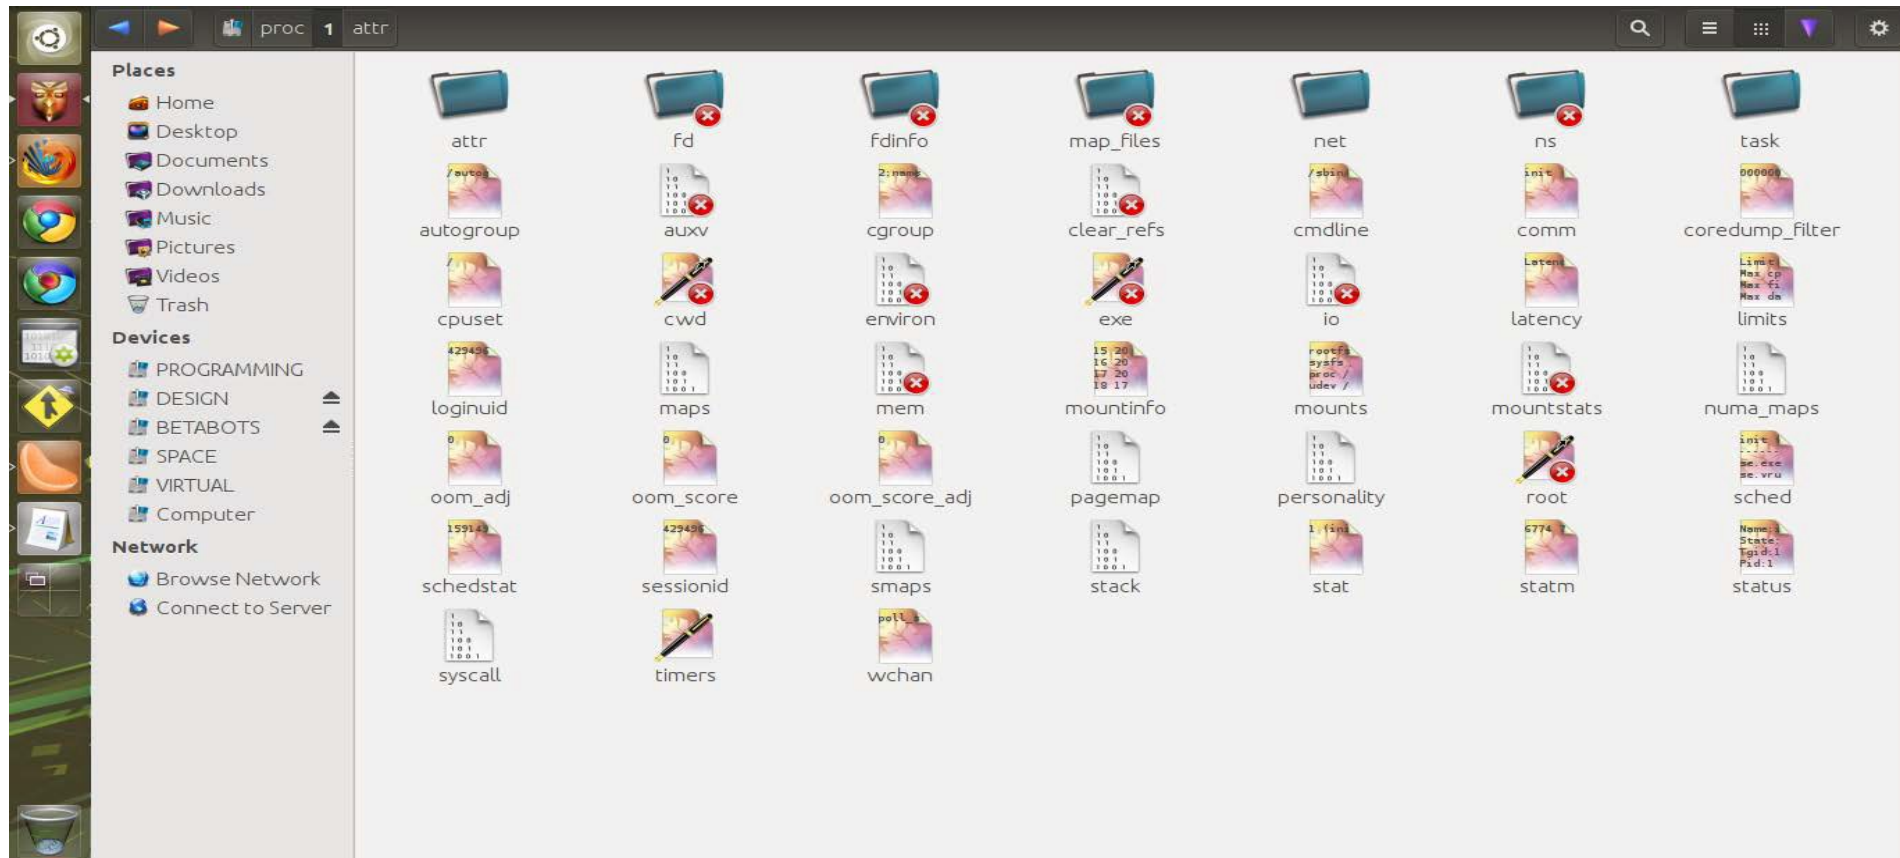 proc 1 attr
Places
Home
Desktop
Documents
Downloads
Music
Pictures
Videos
Trash
Devices
PROGRAMMING
DESIGN
BETABOTS
SPACE
VIRTUAL
Computer
Network
Browse Network
Connect to Server
attr fd fdinfo map_files net ns task
autogroup auxv cgroup clear_refs cmdline comm coredump_filter
cpuset cwd environ exe io latency limits
loginuid maps mem mountinfo mounts mountstats numa_maps
oom_adj oom_score oom_score_adj pagemap personality root sched
schedstat sessionid smaps stack stat statm status
syscall timers wchan